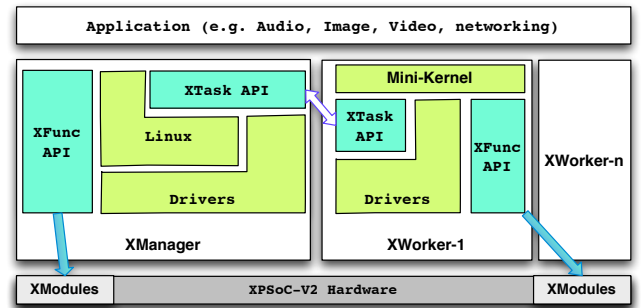 Application (e.g. Audio, Image, Video, networking)
XFunc
API
XTask API
Linux
Drivers
XManager
Mini-Kernel
XTask
API
XFunc
API
Drivers
XWorker-1
XWorker-n
XModules
XPSoC-V2 Hardware
XModules